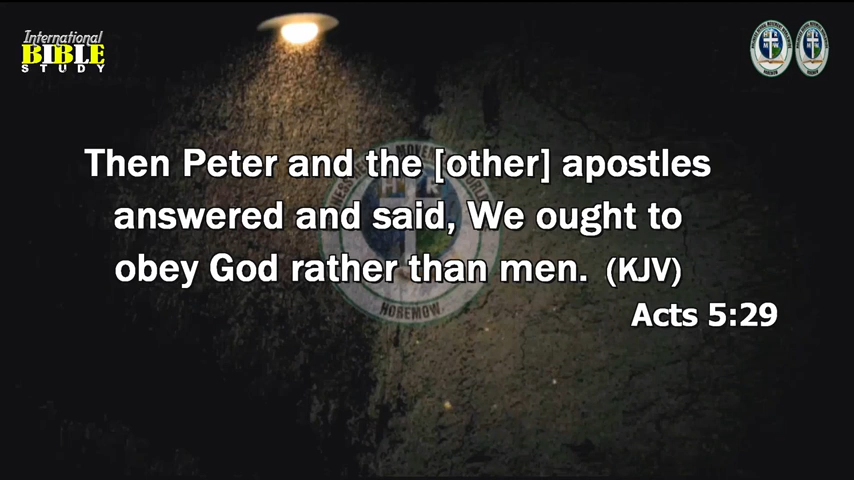 International
BIBLE
STUDY
Then Peter and the [other] apostles
answered and said, We ought to
obey God rather than men. (KJV)
Acts 5:29
HOREMOW